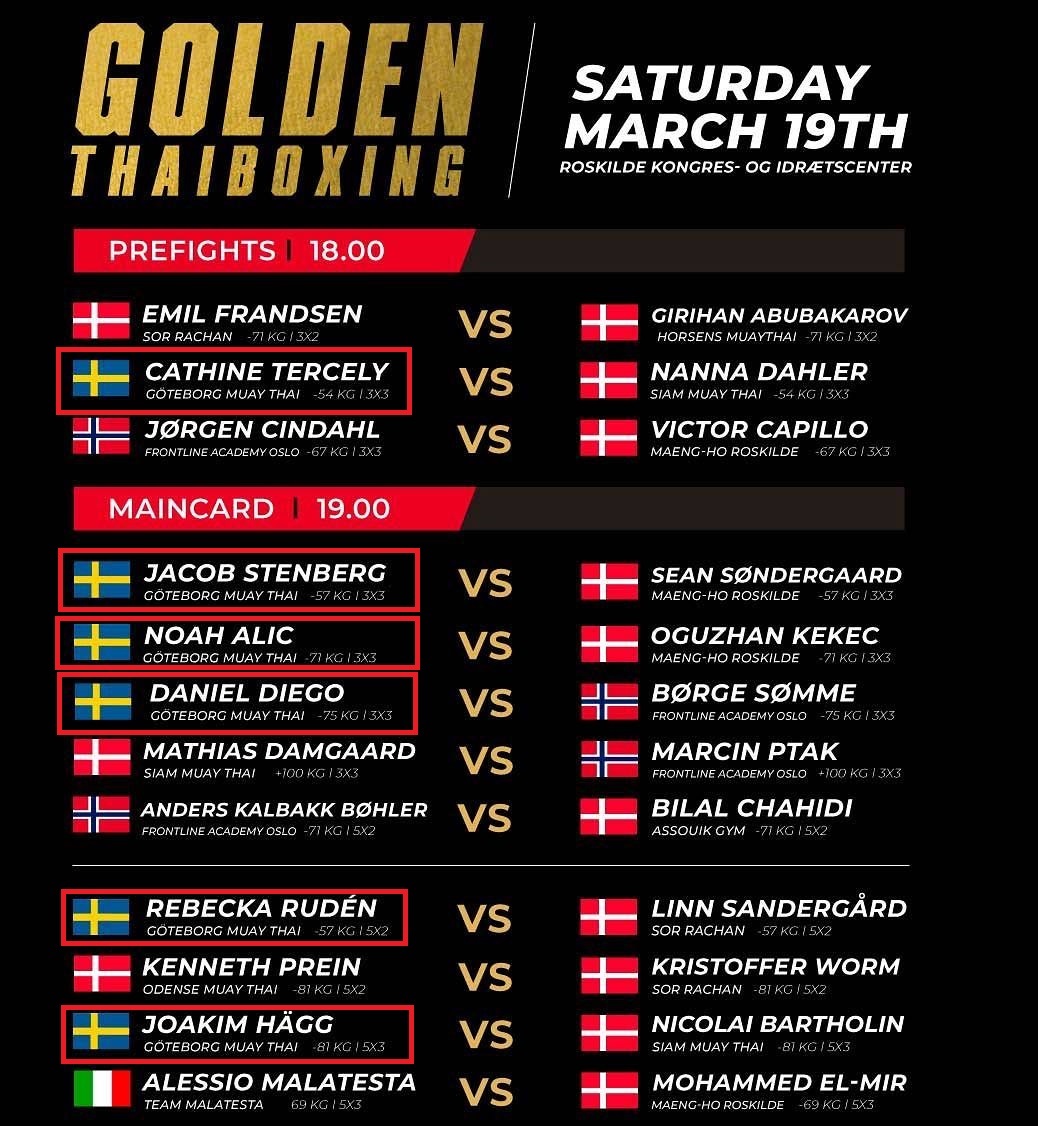 GOLDEN
THAIBOXING
SATURDAY
MARCH 19TH
ROSKILDE KONGRES- OG IDRÆTSCENTER
PREFIGHTS | 18.00
EMIL FRANDSEN VS GIRIHAN ABUBAKAROV
SOR RACHAN -71 KG | 3X2 HORSENS MUAYTHAI -71 KG | 3X2
CATHINE TERCELY VS NANNA DAHLER
GÖTEBORG MUAY THAI -54 KG | 3X3 SIAM MUAY THAI -54 KG | 3X3
JØRGEN CINDAHL VS VICTOR CAPILLO
FRONTLINE ACADEMY OSLO -67 KG | 3X3 MAENG-HO ROSKILDE -67 KG | 3X3
MAINCARD | 19.00
JACOB STENBERG VS SEAN SØNDERGAARD
GÖTEBORG MUAY THAI -57 KG | 3X3 MAENG-HO ROSKILDE -57 KG | 3X3
NOAH ALIC VS OGUZHAN KEKEC
GÖTEBORG MUAY THAI -71 KG | 3X3 MAENG-HO ROSKILDE -71 KG | 3X3
DANIEL DIEGO VS BØRGE SØMME
GÖTEBORG MUAY THAI -75 KG | 3X3 FRONTLINE ACADEMY OSLO -75 KG | 3X3
MATHIAS DAMGAARD VS MARCIN PTAK
SIAM MUAY THAI +100 KG | 3X3 FRONTLINE ACADEMY OSLO +100 KG | 3X3
ANDERS KALBAKK BØHLER VS BILAL CHAHIDI
FRONTLINE ACADEMY OSLO -71 KG | 5X2 ASSOUIK GYM -71 KG | 5X2
REBECKA RUDÉN VS LINN SANDERGÅRD
GÖTEBORG MUAY THAI -57 KG | 5X2 SOR RACHAN -57 KG | 5X2
KENNETH PREIN VS KRISTOFFER WORM
ODENSE MUAY THAI -81 KG | 5X2 SOR RACHAN -81 KG | 5X2
JOAKIM HÄGG VS NICOLAI BARTHOLIN
GÖTEBORG MUAY THAI -81 KG | 5X3 SIAM MUAY THAI -81 KG | 5X3
ALESSIO MALATESTA VS MOHAMMED EL-MIR
TEAM MALATESTA 69 KG | 5X3 MAENG-HO ROSKILDE -69 KG | 5X3